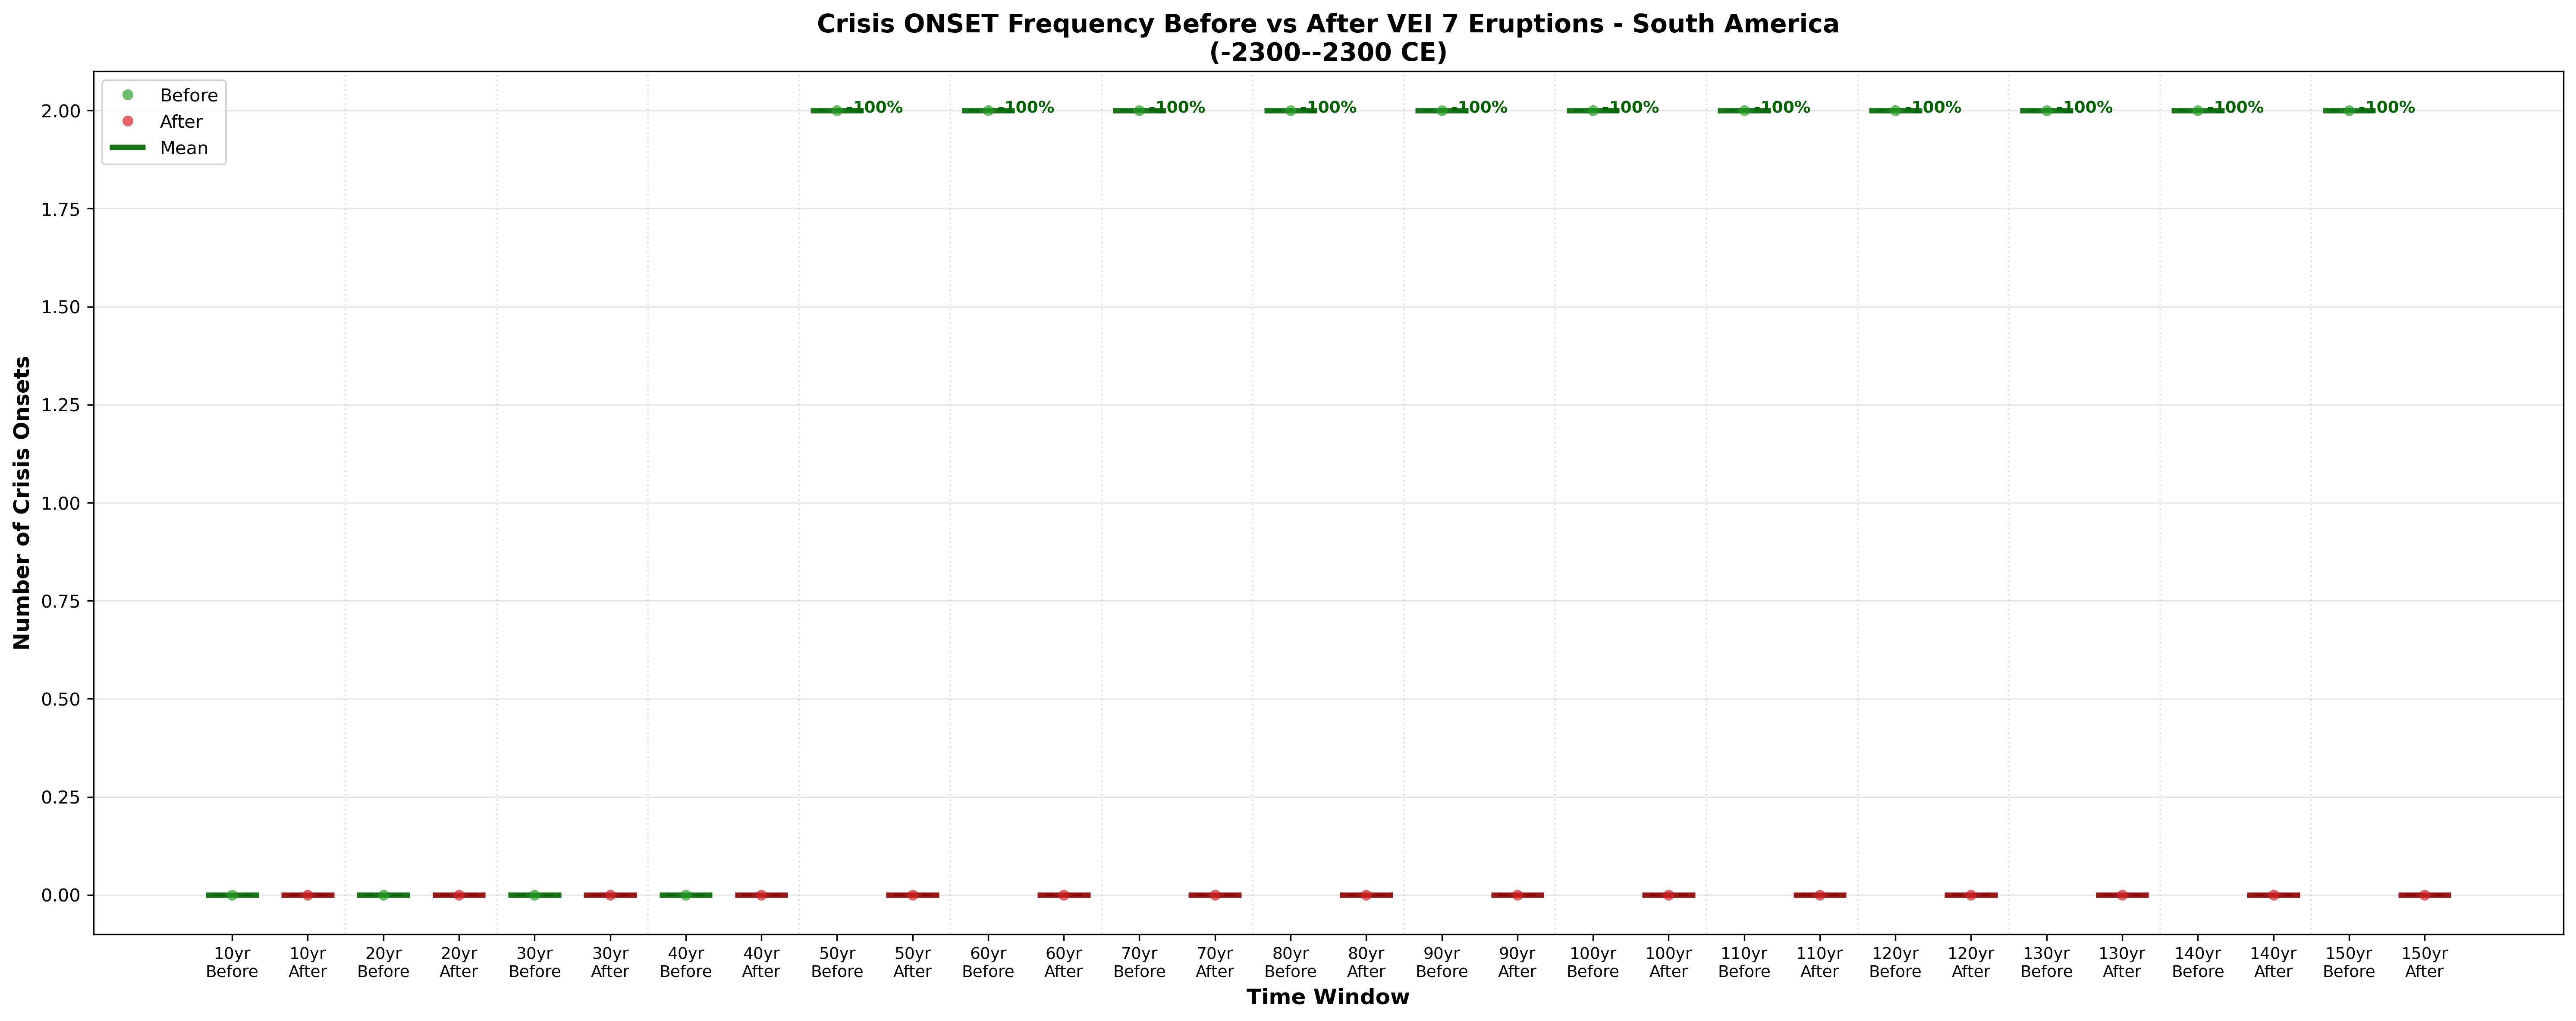 Crisis ONSET Frequency Before vs After VEI 7 Eruptions - South America
(-2300--2300 CE)
Before
After
Mean
-100%
-100%
-100%
-100%
-100%
-100%
-100%
-100%
-100%
-100%
-100%
2.00
1.75
1.50
1.25
1.00
0.75
0.50
0.25
0.00
Number of Crisis Onsets
10yr
Before
10yr
After
20yr
Before
20yr
After
30yr
Before
30yr
After
40yr
Before
40yr
After
50yr
Before
50yr
After
60yr
Before
60yr
After
70yr
Before
70yr
After
80yr
Before
80yr
After
90yr
Before
90yr
After
100yr
Before
100yr
After
110yr
Before
110yr
After
120yr
Before
120yr
After
130yr
Before
130yr
After
140yr
Before
140yr
After
150yr
Before
150yr
After
Time Window